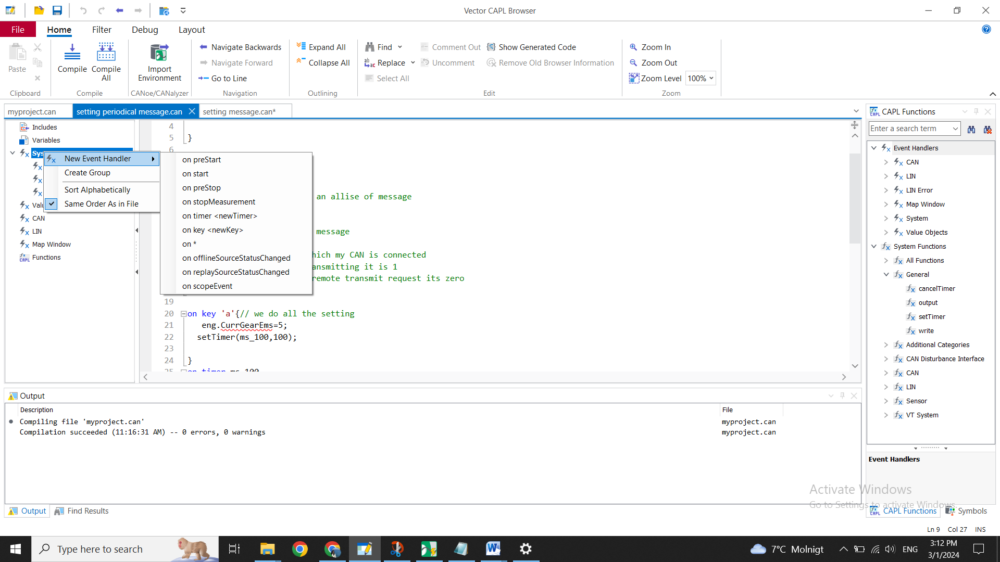 Vector CAPL Browser
File
Home
Filter
Debug
Layout
Paste
Clipboard
Compile
Compile All
Compile
Import Environment
CANoe/CANalyzer
Navigate Backwards
Navigate Forward
Go to Line
Navigation
Expand All
Collapse All
Outlining
Find
Replace
Select All
Comment Out
Uncomment
Show Generated Code
Remove Old Browser Information
Edit
Zoom In
Zoom Out
Zoom Level 100%
Zoom
myproject.can
setting periodical message.can
setting message.can*
Includes
Variables
Sys
Valu
CAN
LIN
Map Window
Functions
New Event Handler
Create Group
Sort Alphabetically
Same Order As in File
on preStart
on start
on preStop
on stopMeasurement
on timer <newTimer>
on key <newKey>
on *
on offlineSourceStatusChanged
on replaySourceStatusChanged
on scopeEvent
4
5 }
6
an allise of message
message
hich my CAN is connected
ansmitting it is 1
remote transmit request its zero
19
20 on key 'a'{// we do all the setting
21 eng.CurrGearEms=5;
22 setTimer(ms_100,100);
23
24 }
25 on timer ms_100
CAPL Functions
Enter a search term
Event Handlers
CAN
LIN
LIN Error
Map Window
System
Value Objects
System Functions
All Functions
General
cancelTimer
output
setTimer
write
Additional Categories
CAN Disturbance Interface
CAN
LIN
Sensor
VT System
Event Handlers
Output
Description File
Compiling file 'myproject.can' myproject.can
Compilation succeeded (11:16:31 AM) -- 0 errors, 0 warnings myproject.can
Activate Windows
Go to Settings to activate Windows.
Output
Find Results
CAPL Functions
Symbols
Ln 9 Col 27 INS
Type here to search
7°C Molnigt
ENG
3:12 PM
3/1/2024